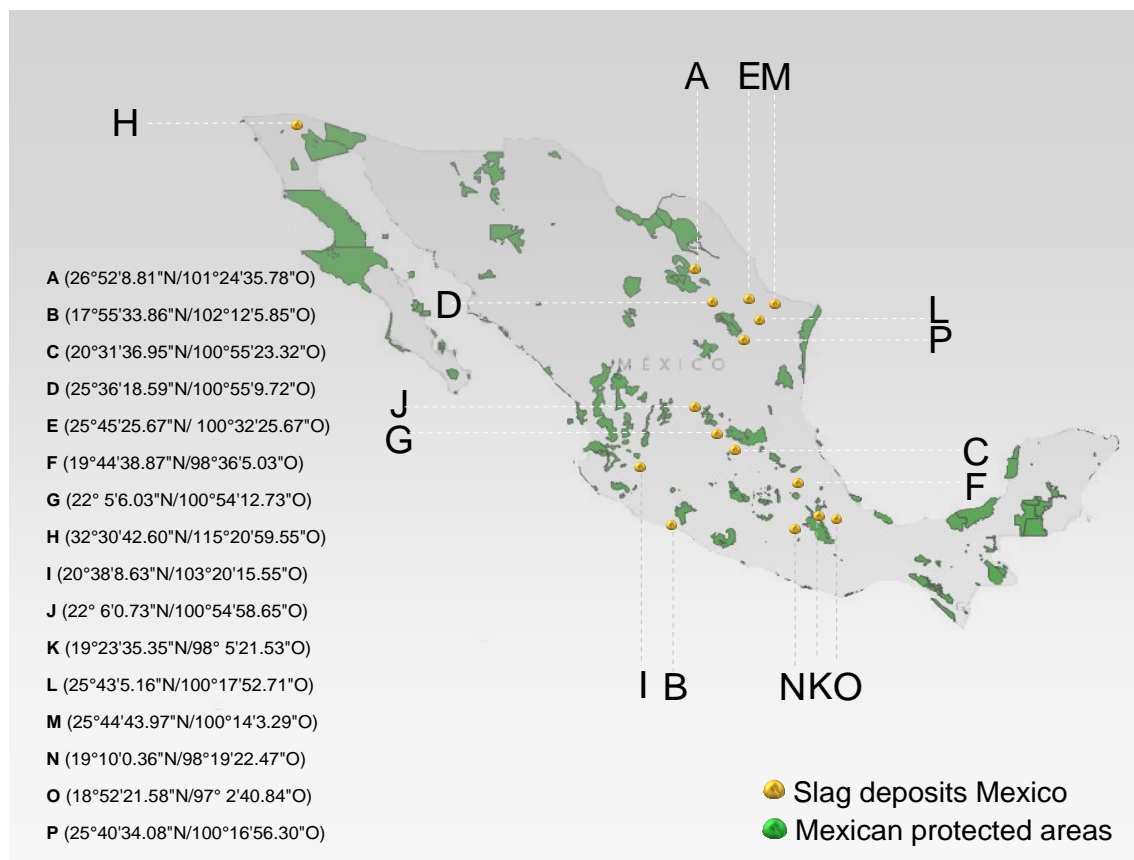 A
E
M
H
A (26°52'8.81"N/101°24'35.78"O)
B (17°55'33.86"N/102°12'5.85"O)
C (20°31'36.95"N/100°55'23.32"O)
D (25°36'18.59"N/100°55'9.72"O)
E (25°45'25.67"N/ 100°32'25.67"O)
F (19°44'38.87"N/98°36'5.03"O)
G (22° 5'6.03"N/100°54'12.73"O)
H (32°30'42.60"N/115°20'59.55"O)
I (20°38'8.63"N/103°20'15.55"O)
J (22° 6'0.73"N/100°54'58.65"O)
K (19°23'35.35"N/98° 5'21.53"O)
L (25°43'5.16"N/100°17'52.71"O)
M (25°44'43.97"N/100°14'3.29"O)
N (19°10'0.36"N/98°19'22.47"O)
O (18°52'21.58"N/97° 2'40.84"O)
P (25°40'34.08"N/100°16'56.30"O)
D
L
P
MÉXICO
J
G
C
F
I
B
N
K
O
Slag deposits Mexico
Mexican protected areas